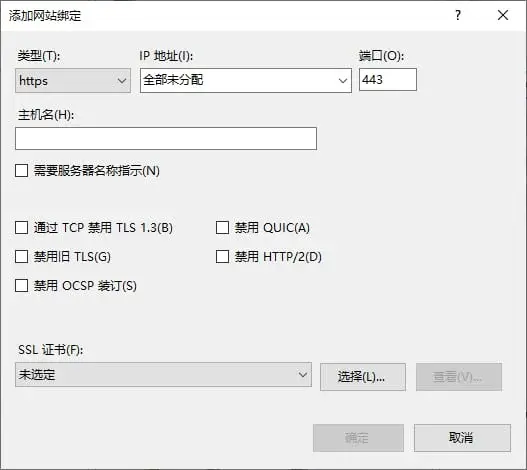 添加网站绑定
类型(T): IP 地址(I): 端口(O):
https 全部未分配 443
主机名(H):
需要服务器名称指示(N)
通过 TCP 禁用 TLS 1.3(B) 禁用 QUIC(A)
禁用旧 TLS(G) 禁用 HTTP/2(D)
禁用 OCSP 装订(S)
SSL 证书(F):
未选定 选择(L)... 查看(V)...
确定 取消